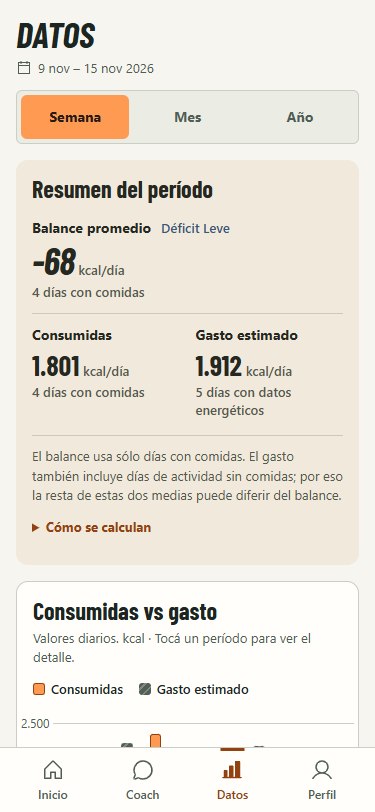 DATOS
9 nov – 15 nov 2026
Semana
Mes
Año
Resumen del período
Balance promedio Déficit Leve
-68 kcal/día
4 días con comidas
Consumidas
Gasto estimado
1.801 kcal/día
1.912 kcal/día
4 días con comidas
5 días con datos
energéticos
El balance usa sólo días con comidas. El gasto
también incluye días de actividad sin comidas; por eso
la resta de estas dos medias puede diferir del balance.
Cómo se calculan
Consumidas vs gasto
Valores diarios. kcal · Tocá un período para ver el
detalle.
Consumidas
Gasto estimado
2.500
Inicio
Coach
Datos
Perfil